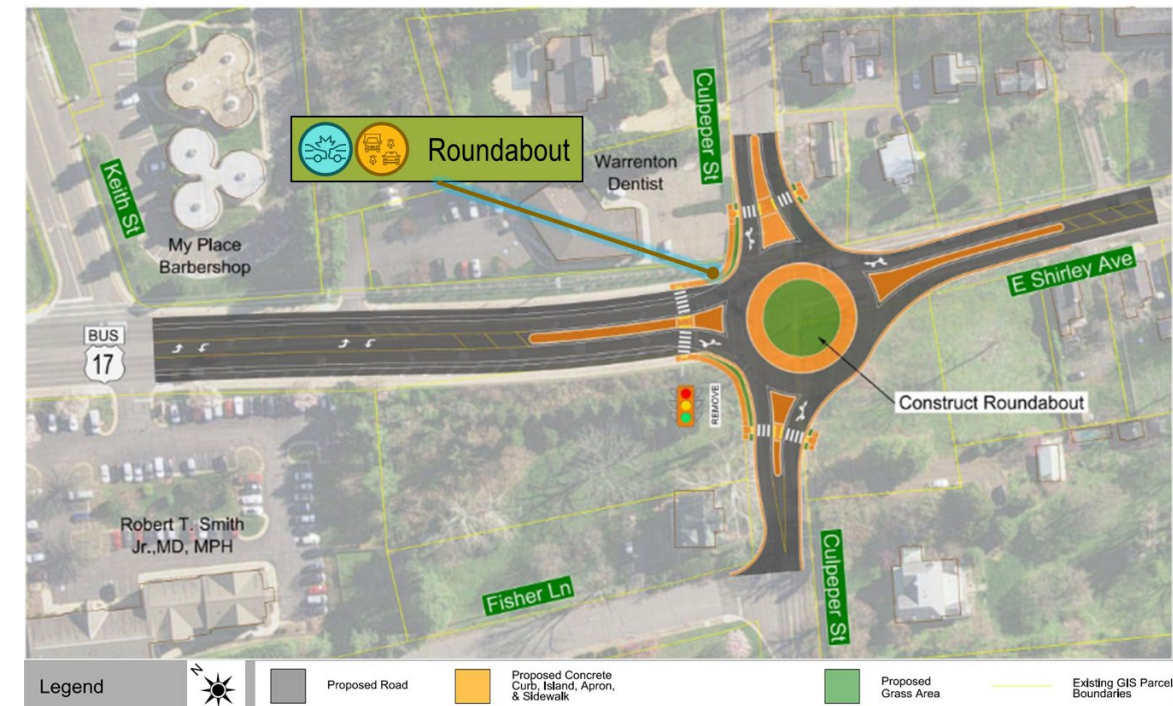 Culpeper St
Roundabout
Warrenton
Dentist
Keith St
My Place
Barbershop
E Shirley Ave
BUS
17
REMOVE
Construct Roundabout
Robert T. Smith
Jr.,MD, MPH
Fisher Ln
Culpeper St
Legend
N
Proposed Road
Proposed Concrete
Curb, Island, Apron,
& Sidewalk
Proposed
Grass Area
Existing GIS Parcel
Boundaries